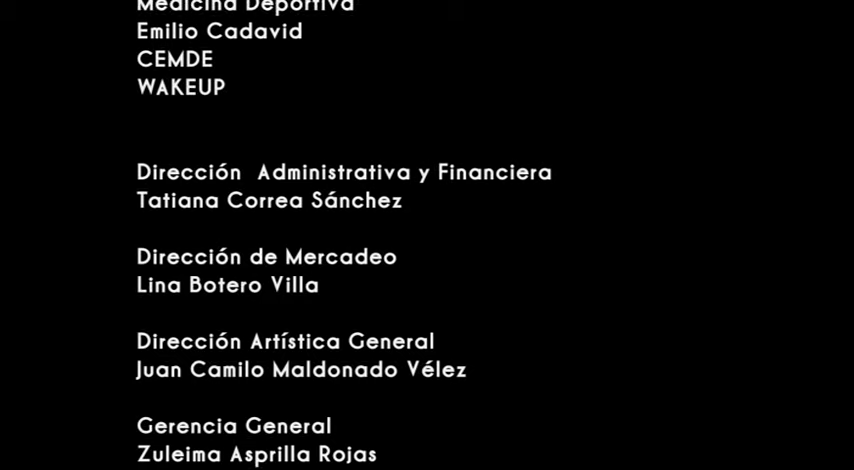 Medicina Deportiva
Emilio Cadavid
CEMDE
WAKEUP
Dirección Administrativa y Financiera
Tatiana Correa Sánchez
Dirección de Mercadeo
Lina Botero Villa
Dirección Artística General
Juan Camilo Maldonado Vélez
Gerencia General
Zuleima Asprilla Rojas